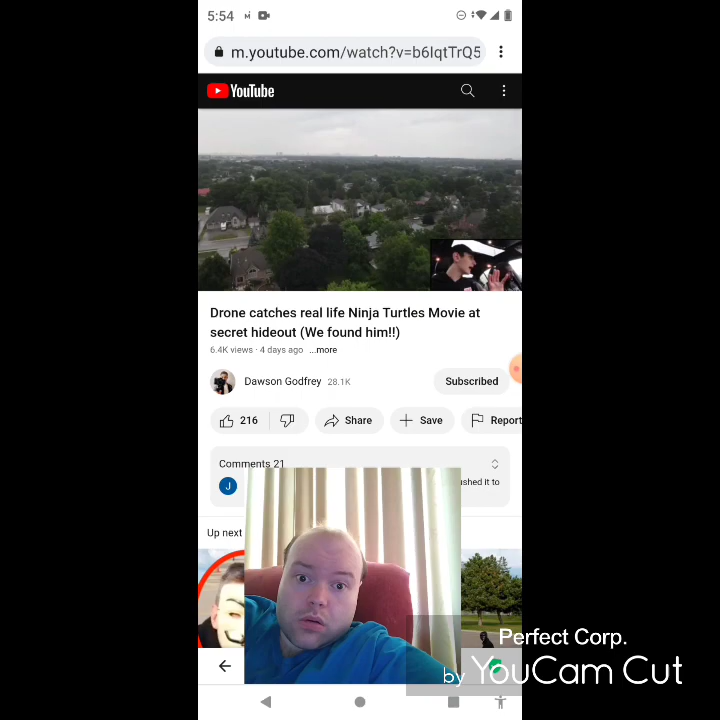 5:54
m.youtube.com/watch?v=b6IqtTrQ5
YouTube
Drone catches real life Ninja Turtles Movie at
secret hideout (We found him!!)
6.4K views · 4 days ago ...more
Dawson Godfrey 28.1K
Subscribed
216
Share
Save
Report
Comments 21
J
ushed it to
Up next
Perfect Corp.
by YouCam Cut